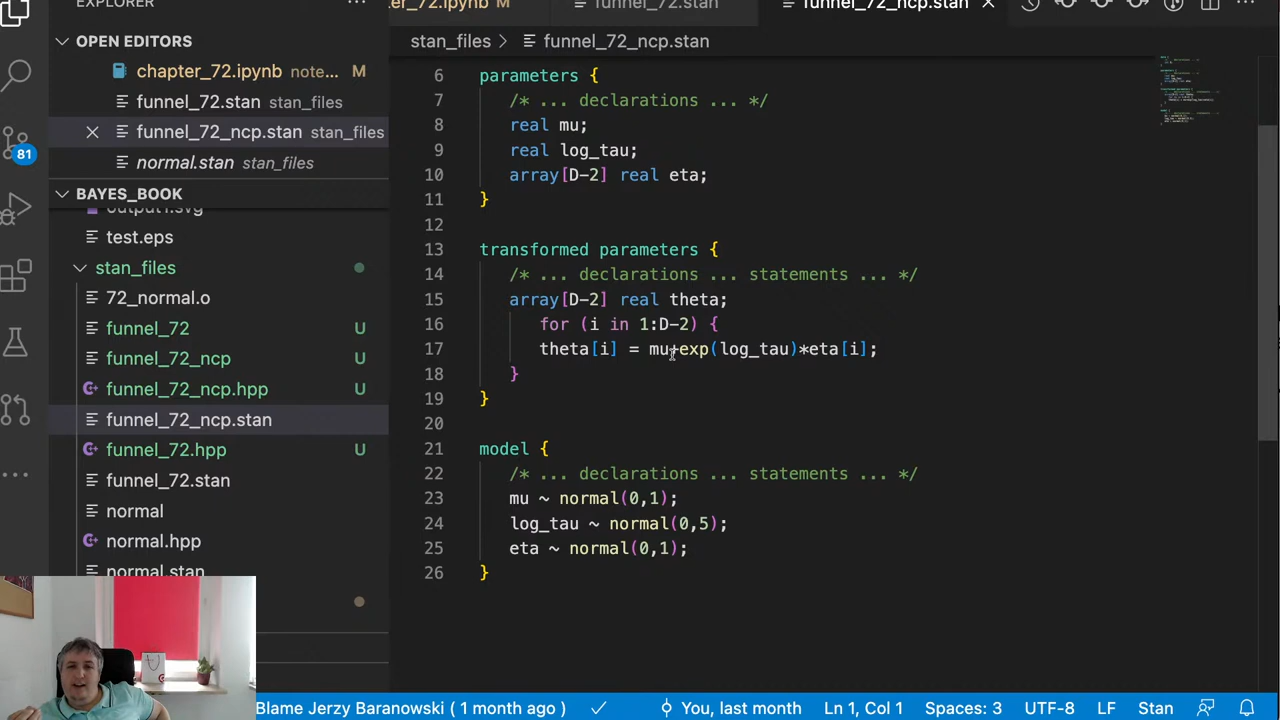 EXPLORER
OPEN EDITORS
chapter_72.ipynb note... M
funnel_72.stan stan_files
funnel_72_ncp.stan stan_files
normal.stan stan_files
81
BAYES_BOOK
output1.svg
test.eps
stan_files
72_normal.o
funnel_72 U
funnel_72_ncp U
funnel_72_ncp.hpp U
funnel_72_ncp.stan
funnel_72.hpp U
funnel_72.stan
normal
normal.hpp
normal.stan
ter_72.ipynb M
funnel_72.stan
funnel_72_ncp.stan
stan_files > funnel_72_ncp.stan
6 parameters {
7 /* ... declarations ... */
8 real mu;
9 real log_tau;
10 array[D-2] real eta;
11 }
12
13 transformed parameters {
14 /* ... declarations ... statements ... */
15 array[D-2] real theta;
16 for (i in 1:D-2) {
17 theta[i] = mu+exp(log_tau)*eta[i];
18 }
19 }
20
21 model {
22 /* ... declarations ... statements ... */
23 mu ~ normal(0,1);
24 log_tau ~ normal(0,5);
25 eta ~ normal(0,1);
26 }
Blame Jerzy Baranowski ( 1 month ago ) You, last month Ln 1, Col 1 Spaces: 3 UTF-8 LF Stan